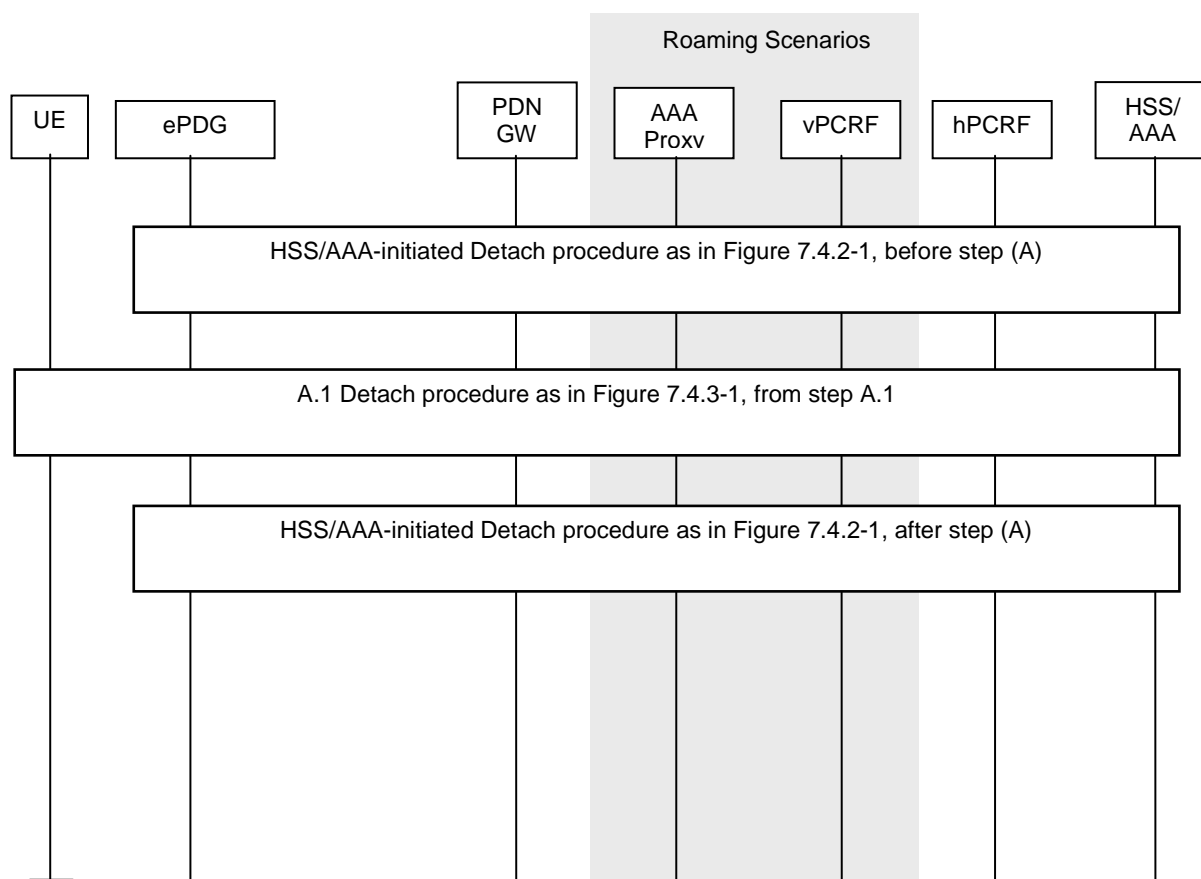 Roaming Scenarios
UE
ePDG
PDN
GW
AAA
Proxy
vPCRF
hPCRF
HSS/
AAA
HSS/AAA-initiated Detach procedure as in Figure 7.4.2-1, before step (A)
A.1 Detach procedure as in Figure 7.4.3-1, from step A.1
HSS/AAA-initiated Detach procedure as in Figure 7.4.2-1, after step (A)